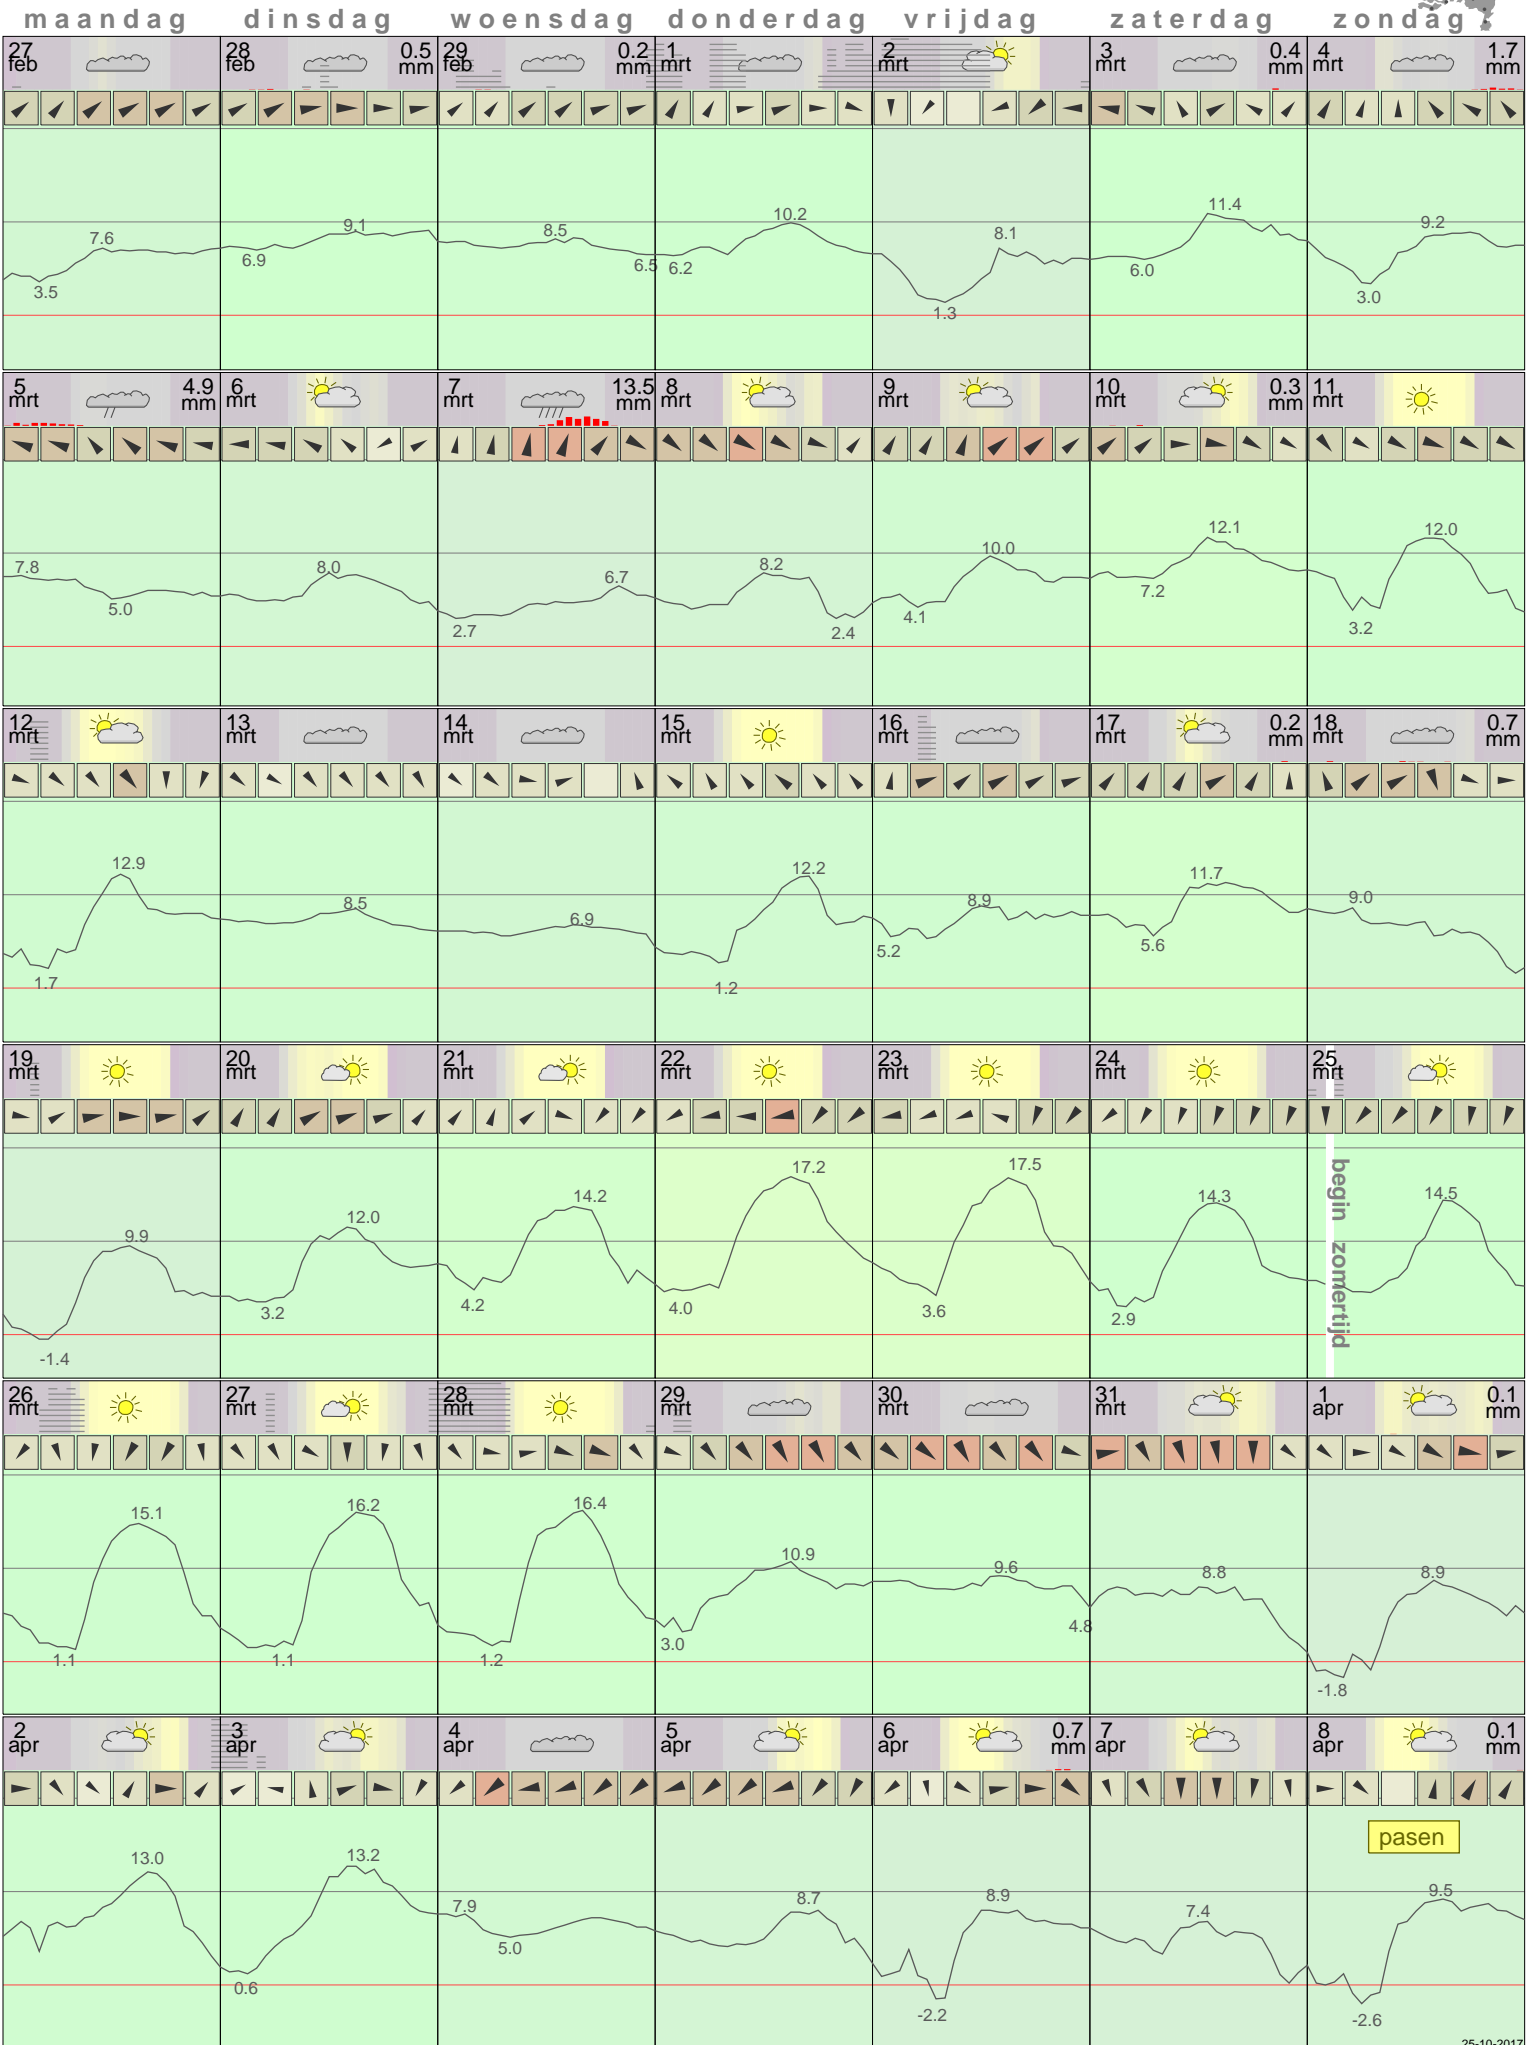 maandag dinsdag woensdag donderdag vrijdag zaterdag zondag
27 28 0.5 29 0.2 1 2 3 0.4 4 1.7
feb feb mm feb mm mrt mrt mrt mm mrt mm
7.6 3.5 6.9 9.1 8.5 6.5 6.2 10.2 1.3 8.1 6.0 11.4 3.0 9.2
5 4.9 6 7 13.5 8 9 10 0.3 11
mrt mm mrt mrt mm mrt mrt mrt mm mrt
7.8 5.0 8.0 2.7 6.7 8.2 2.4 4.1 10.0 7.2 12.1 3.2 12.0
12 13 14 15 16 17 0.2 18 0.7
mrt mrt mrt mrt mrt mrt mm mrt mm
1.7 12.9 8.5 6.9 1.2 12.2 5.2 8.9 5.6 11.7 9.0
19 20 21 22 23 24 25
mrt mrt mrt mrt mrt mrt mrt
-1.4 9.9 3.2 12.0 4.2 14.2 4.0 17.2 3.6 17.5 2.9 14.3 14.5
begin zomertijd
26 27 28 29 30 31 1 0.1
mrt mrt mrt mrt mrt mrt apr mm
1.1 15.1 1.1 16.2 1.2 16.4 3.0 10.9 9.6 4.8 8.8 -1.8 8.9
2 3 4 5 6 0.7 7 8 0.1
apr apr apr apr apr mm apr apr mm
pasen
13.0 0.6 13.2 7.9 5.0 8.7 -2.2 8.9 7.4 -2.6 9.5
25-10-2017